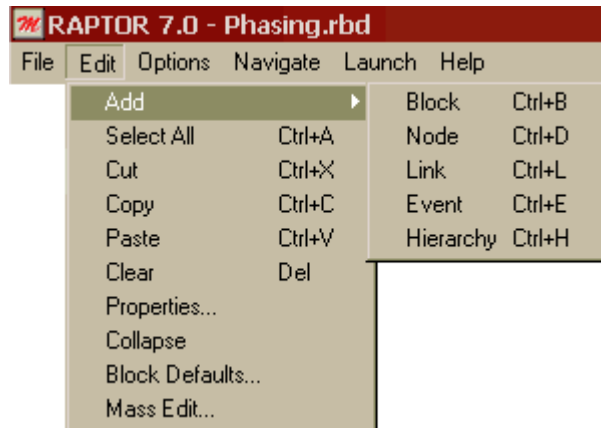 RAPTOR 7.0 - Phasing.rbd
File Edit Options Navigate Launch Help
Add
Select All Ctrl+A
Cut Ctrl+X
Copy Ctrl+C
Paste Ctrl+V
Clear Del
Properties...
Collapse
Block Defaults...
Mass Edit...
Block Ctrl+B
Node Ctrl+D
Link Ctrl+L
Event Ctrl+E
Hierarchy Ctrl+H